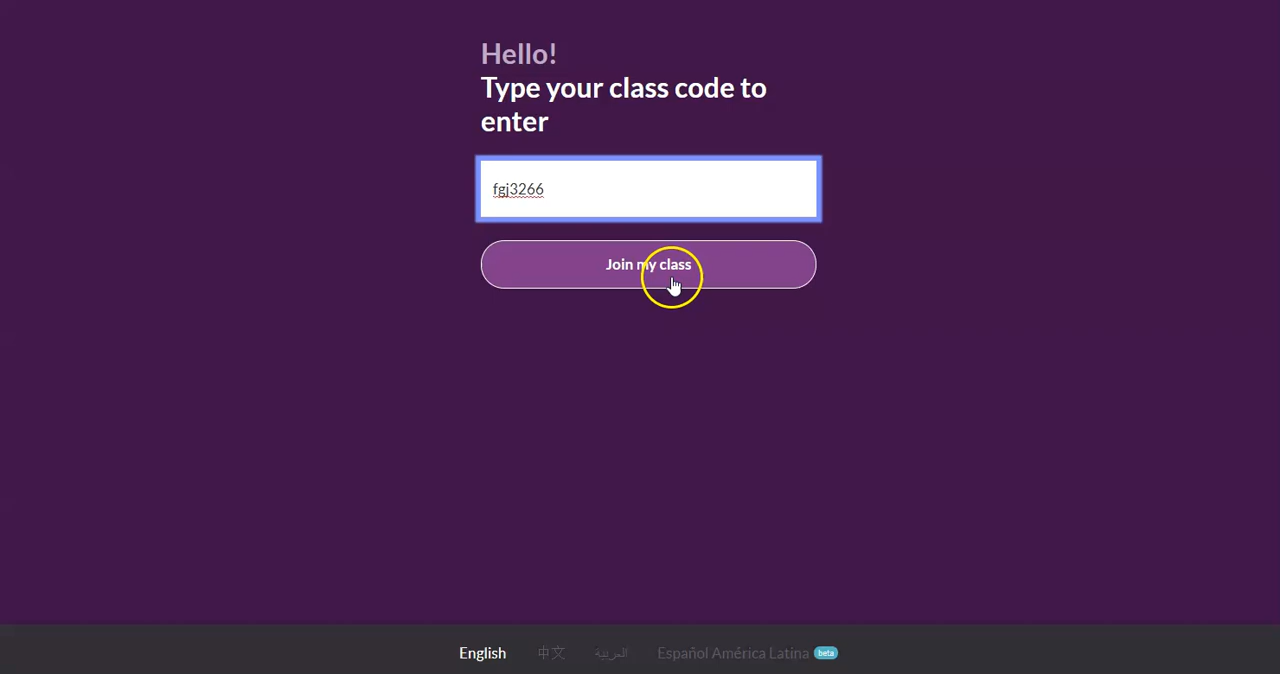 Hello!
Type your class code to
enter
fgj3266
Join my class
English 中文 العربية Español América Latina beta